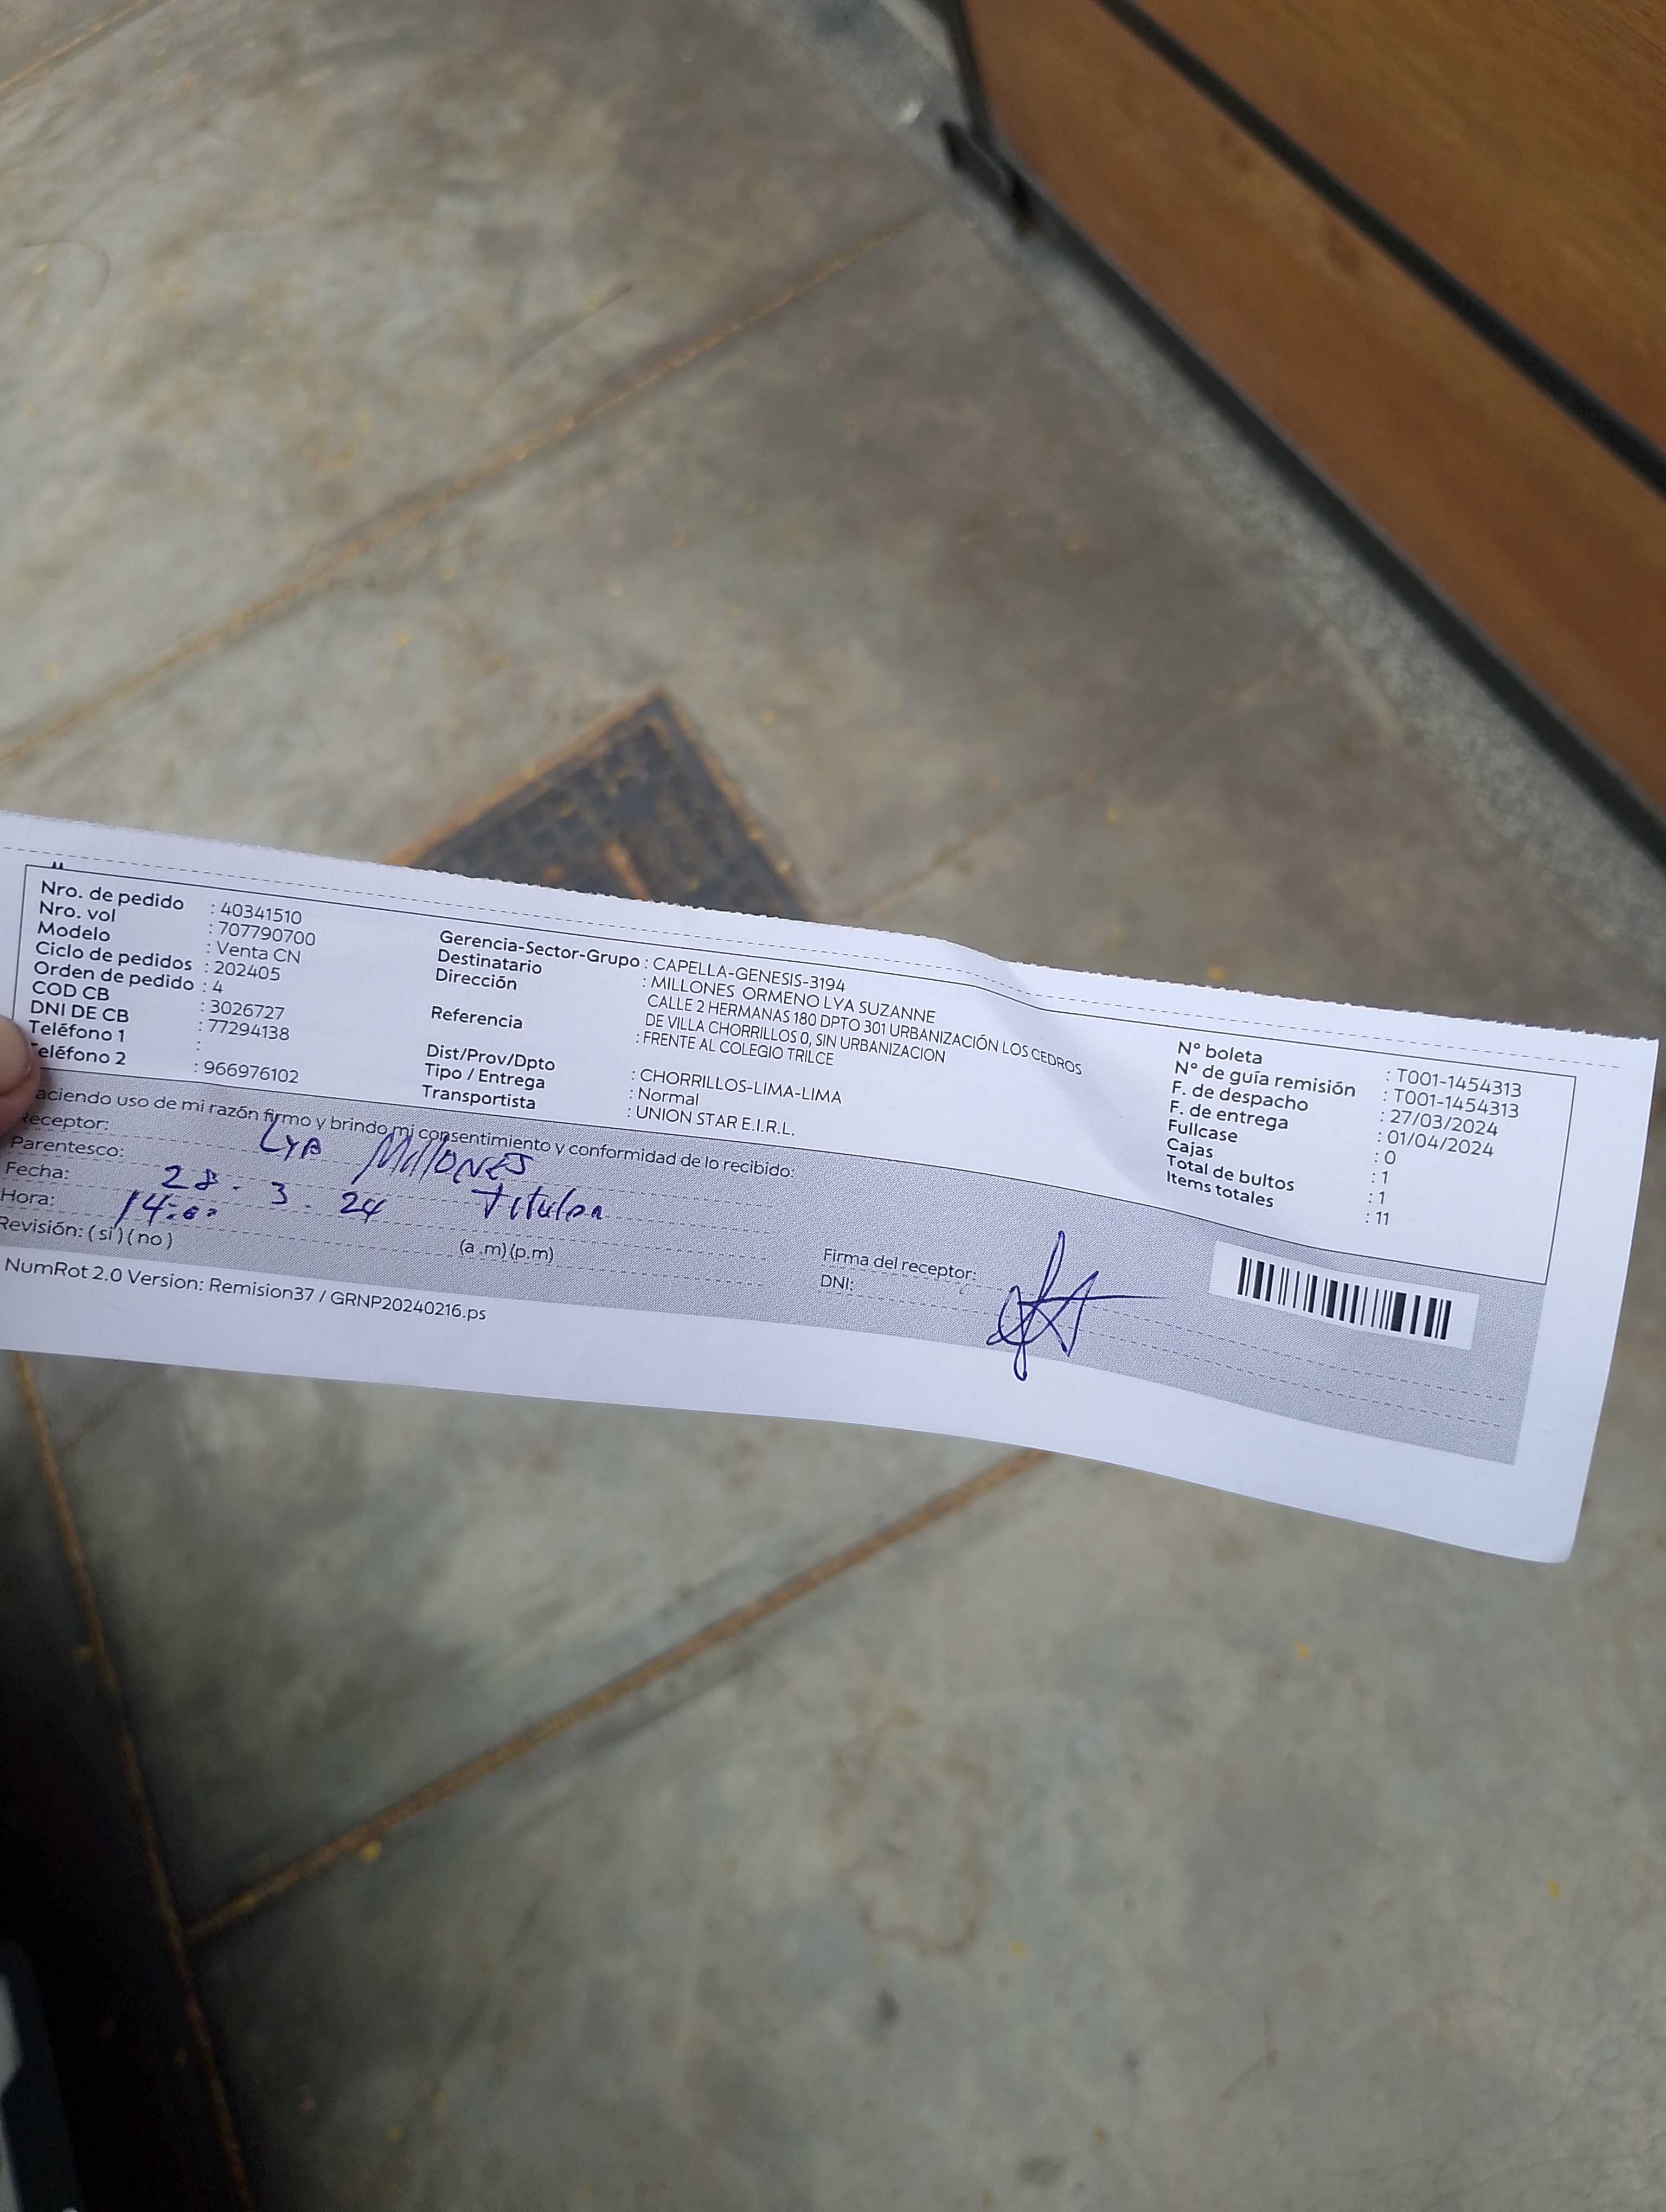 Nro. de pedido : 40341510
Nro. vol : 707790700
Modelo : Venta CN
Ciclo de pedidos : 202405
Orden de pedido : 4
COD CB : 3026727
DNI DE CB : 77294138
Teléfono 1 :
eléfono 2 : 966976102
Gerencia-Sector-Grupo : CAPELLA-GENESIS-3194
Destinatario : MILLONES ORMENO LYA SUZANNE
Dirección CALLE 2 HERMANAS 180 DPTO 301 URBANIZACIÓN LOS CEDROS
DE VILLA CHORRILLOS 0, SIN URBANIZACION
Referencia : FRENTE AL COLEGIO TRILCE
Dist/Prov/Dpto : CHORRILLOS-LIMA-LIMA
Tipo / Entrega : Normal
Transportista : UNION STAR E.I.R.L.
N° boleta : T001-1454313
N° de guía remisión : T001-1454313
F. de despacho : 27/03/2024
F. de entrega : 01/04/2024
Fullcase : 0
Cajas : 1
Total de bultos : 1
Items totales : 11
aciendo uso de mi razón firmo y brindo mi consentimiento y conformidad de lo recibido:
Receptor: Lya Millones
Parentesco: titular
Fecha: 28 . 3 . 24
Hora: 14:00 (a .m) (p.m)
Revisión: ( si ) ( no )
Firma del receptor:
DNI:
NumRot 2.0 Version: Remision37 / GRNP20240216.ps